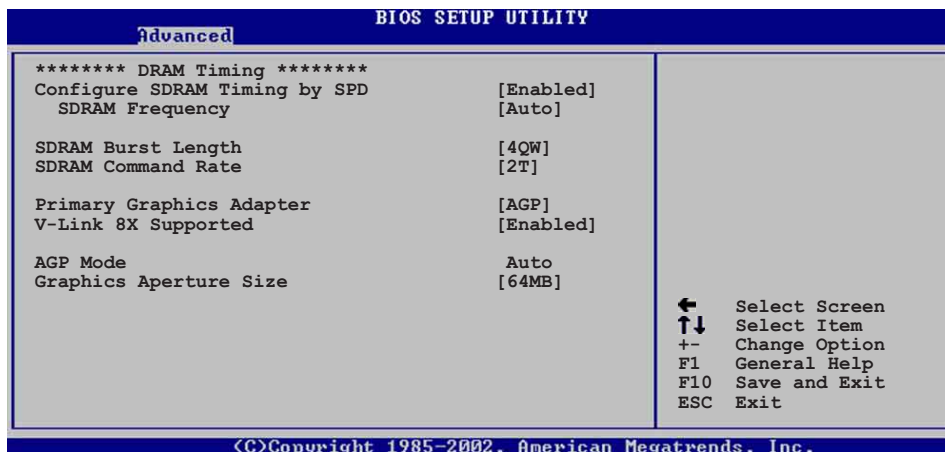 BIOS SETUP UTILITY
Advanced
******** DRAM Timing ********
Configure SDRAM Timing by SPD [Enabled]
SDRAM Frequency [Auto]
SDRAM Burst Length [4QW]
SDRAM Command Rate [2T]
Primary Graphics Adapter [AGP]
V-Link 8X Supported [Enabled]
AGP Mode Auto
Graphics Aperture Size [64MB]
← Select Screen
↑↓ Select Item
+- Change Option
F1 General Help
F10 Save and Exit
ESC Exit
(C)Copyright 1985-2002, American Megatrends, Inc.